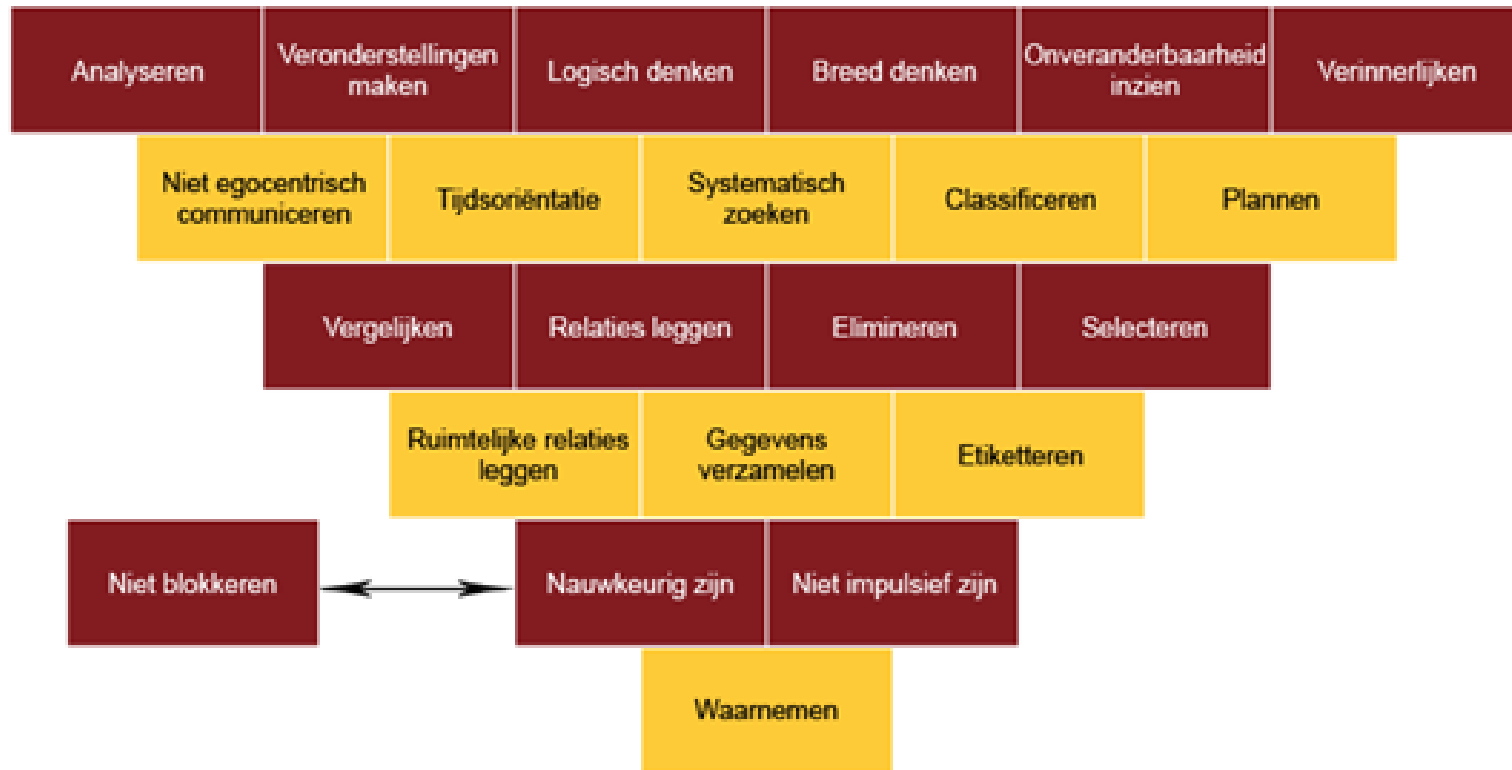 Analyseren
Veronderstellingen
maken
Logisch denken
Breed denken
Onveranderbaarheid
inzien
Verinnerlijken
Niet egocentrisch
communiceren
Tijdsoriëntatie
Systematisch
zoeken
Classificeren
Plannen
Vergelijken
Relaties leggen
Elimineren
Selecteren
Ruimtelijke relaties
leggen
Gegevens
verzamelen
Etiketteren
Niet blokkeren
Nauwkeurig zijn
Niet impulsief zijn
Waarnemen